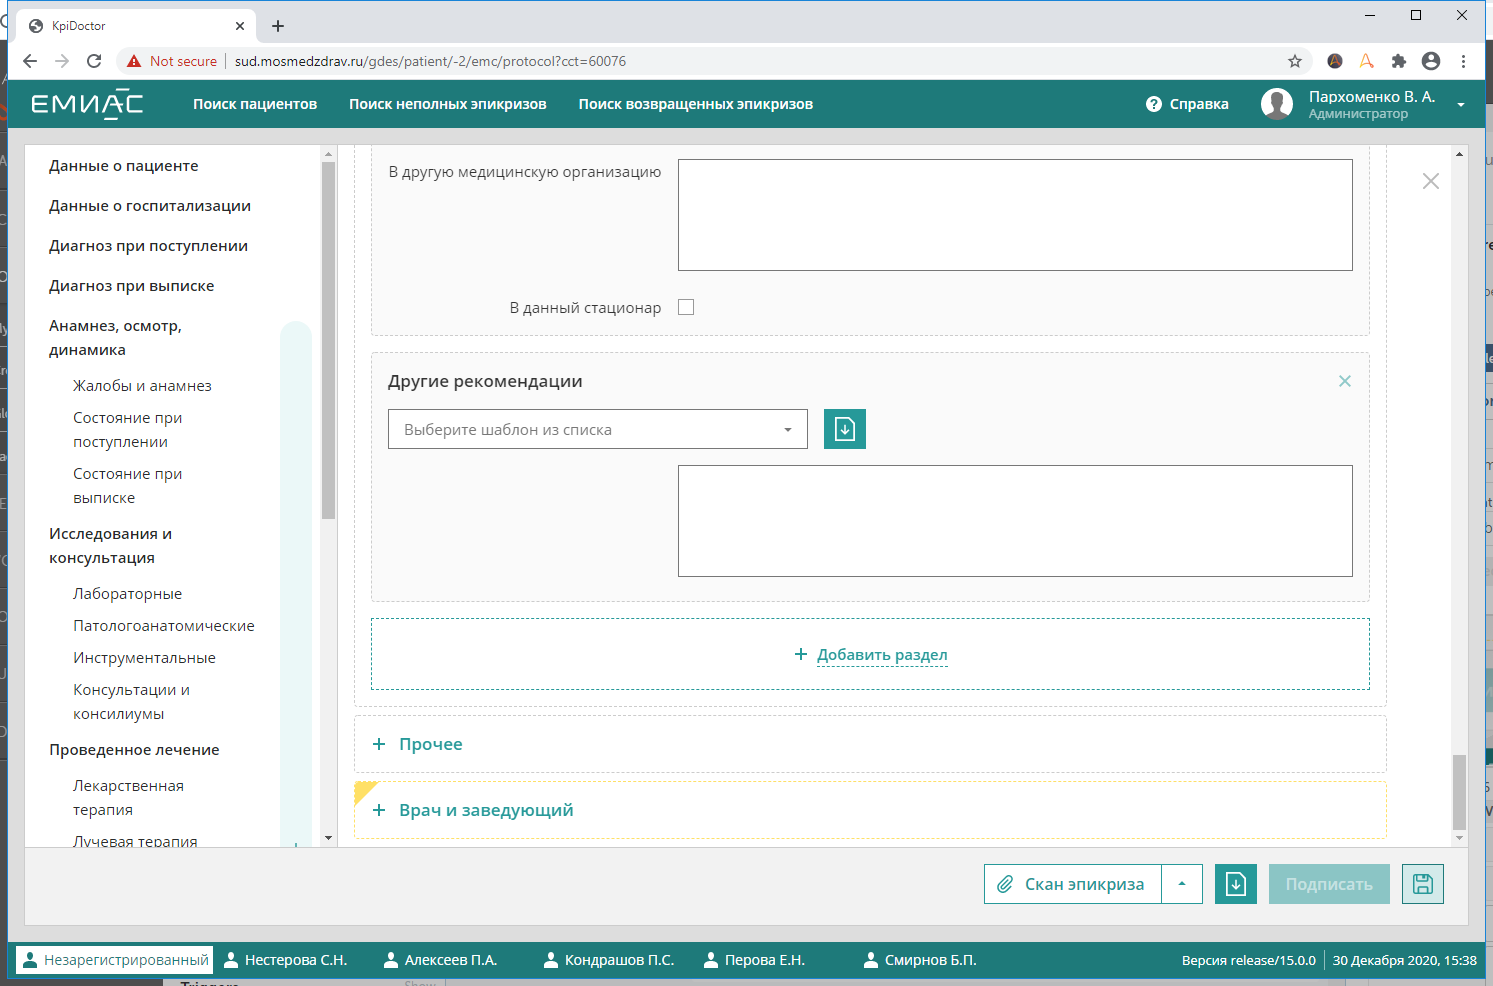 KpiDoctor
Not secure
sud.mosmedzdrav.ru/gdes/patient/-2/emc/protocol?cct=60076
ЕМИАС
Поиск пациентов
Поиск неполных эпикризов
Поиск возвращенных эпикризов
Справка
Пархоменко В. А.
Администратор
Данные о пациенте
Данные о госпитализации
Диагноз при поступлении
Диагноз при выписке
Анамнез, осмотр,
динамика
Жалобы и анамнез
Состояние при
поступлении
Состояние при
выписке
Исследования и
консультация
Лабораторные
Патологоанатомические
Инструментальные
Консультации и
консилиумы
Проведенное лечение
Лекарственная
терапия
Лучевая терапия
В другую медицинскую организацию
В данный стационар
Другие рекомендации
Выберите шаблон из списка
+ Добавить раздел
+ Прочее
+ Врач и заведующий
Скан эпикриза
Подписать
Незарегистрированный
Нестерова С.Н.
Алексеев П.А.
Кондрашов П.С.
Перова Е.Н.
Смирнов Б.П.
Версия release/15.0.0
30 Декабря 2020, 15:38